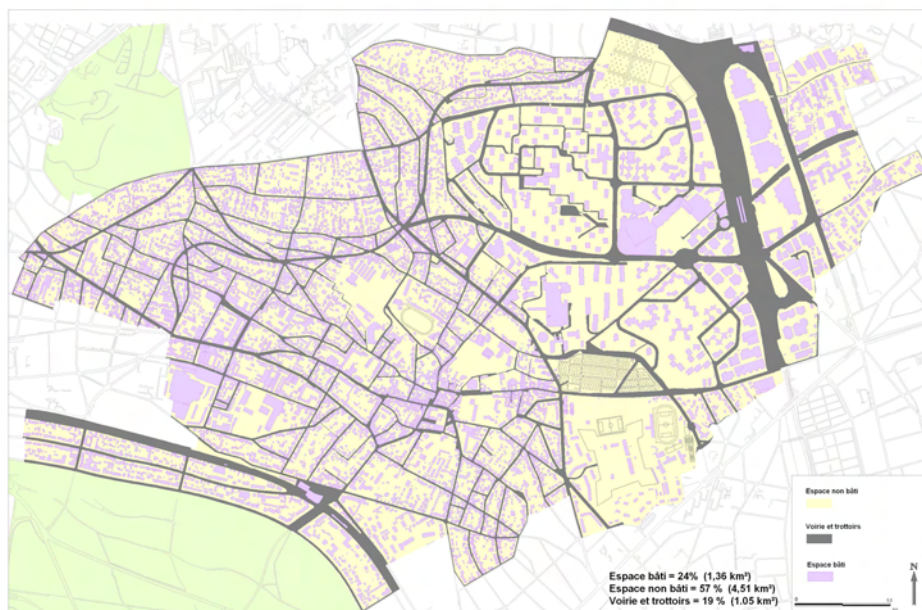 Espace non bâti
Voirie et trottoirs
Espace bâti
Espace bâti = 24% (1,36 km²)
Espace non bâti = 57 % (4,51 km²)
Voirie et trottoirs = 19 % (1.05 km²)
N
0